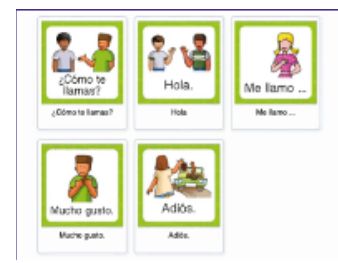 ¿Cómo te
llamas?
Hola.
Me llamo ...
¿Cómo te llamas?
Hola
Me llamo ...
Mucho gusto.
Adiós.
Mucho gusto.
Adiós.